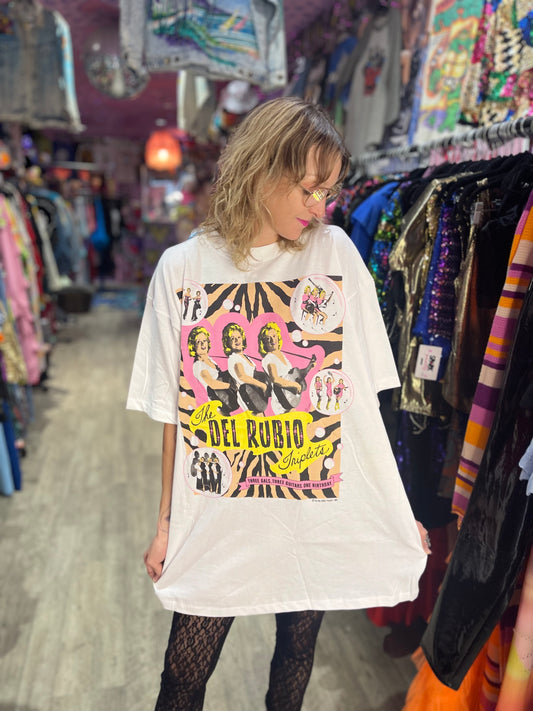 The
DEL RUBIO
Triplets
THREE GALS, THREE GUITARS, ONE BIRTHDAY